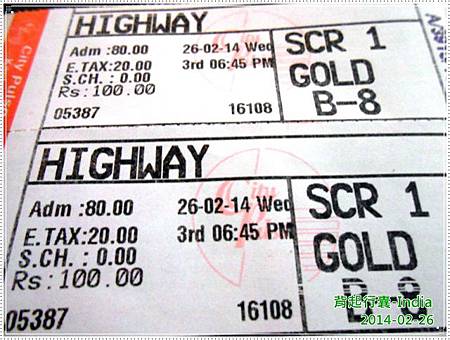 City Pulse
HIGHWAY
Adm :80.00 26-02-14 Wed
E.TAX:20.00 3rd 06:45 PM
S.CH. : 0.00
Rs:100.00
05387 16108
SCR 1
GOLD
B-8
HIGHWAY
Adm :80.00 26-02-14 Wed
E.TAX:20.00 3rd 06:45 PM
S.CH. : 0.00
Rs:100.00
05387 16108
SCR 1
GOLD
City
背起行囊-India
2014-02-26